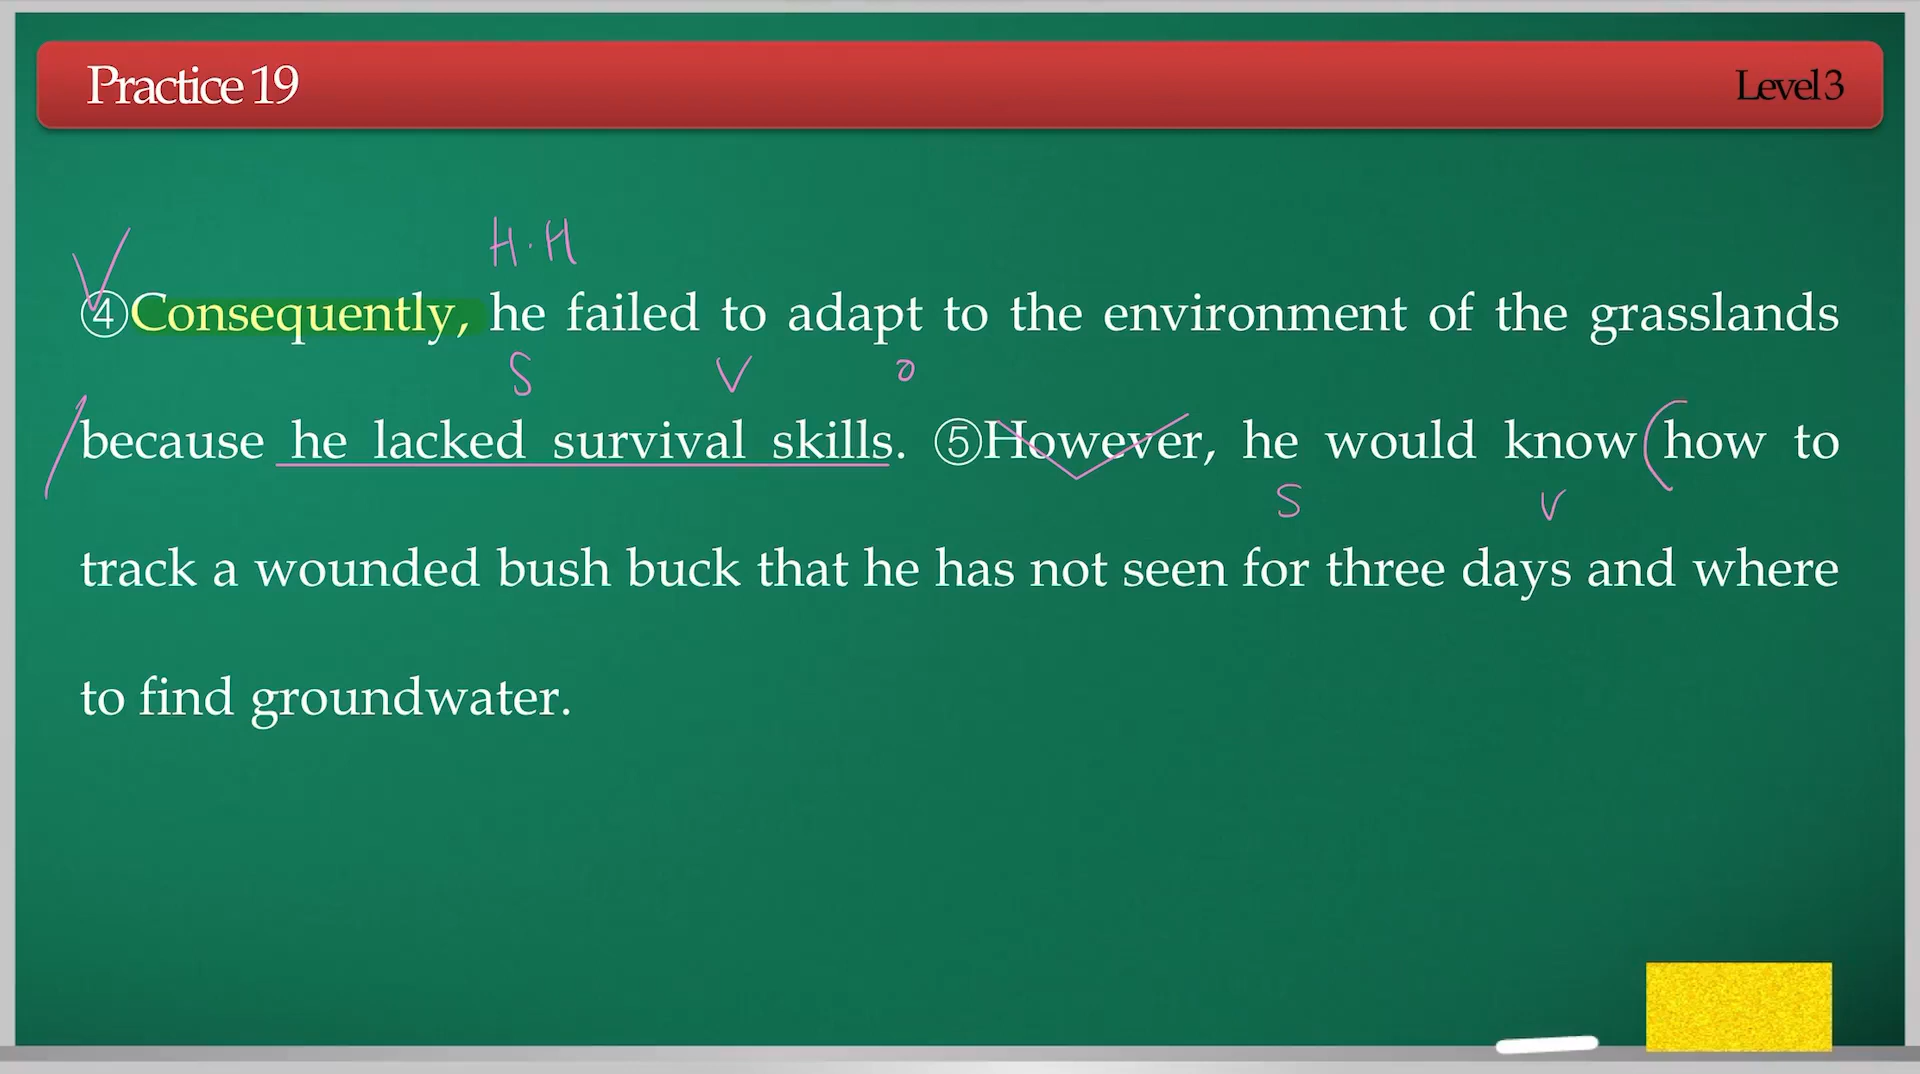 Practice 19
Level 3
H·H
④Consequently, he failed to adapt to the environment of the grasslands
S V o
because he lacked survival skills. ⑤However, he would know (how to
S V
track a wounded bush buck that he has not seen for three days and where
to find groundwater.